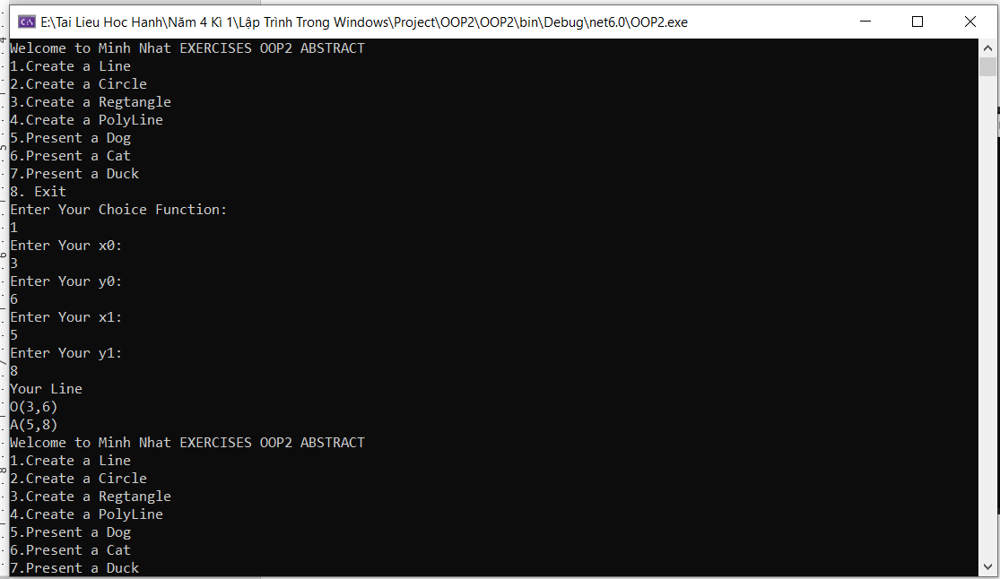 E:\Tai Lieu Hoc Hanh\Năm 4 Kì 1\Lập Trình Trong Windows\Project\OOP2\OOP2\bin\Debug\net6.0\OOP2.exe
Welcome to Minh Nhat EXERCISES OOP2 ABSTRACT
1.Create a Line
2.Create a Circle
3.Create a Regtangle
4.Create a PolyLine
5.Present a Dog
6.Present a Cat
7.Present a Duck
8. Exit
Enter Your Choice Function:
1
Enter Your x0:
3
Enter Your y0:
6
Enter Your x1:
5
Enter Your y1:
8
Your Line
O(3,6)
A(5,8)
Welcome to Minh Nhat EXERCISES OOP2 ABSTRACT
1.Create a Line
2.Create a Circle
3.Create a Regtangle
4.Create a PolyLine
5.Present a Dog
6.Present a Cat
7.Present a Duck